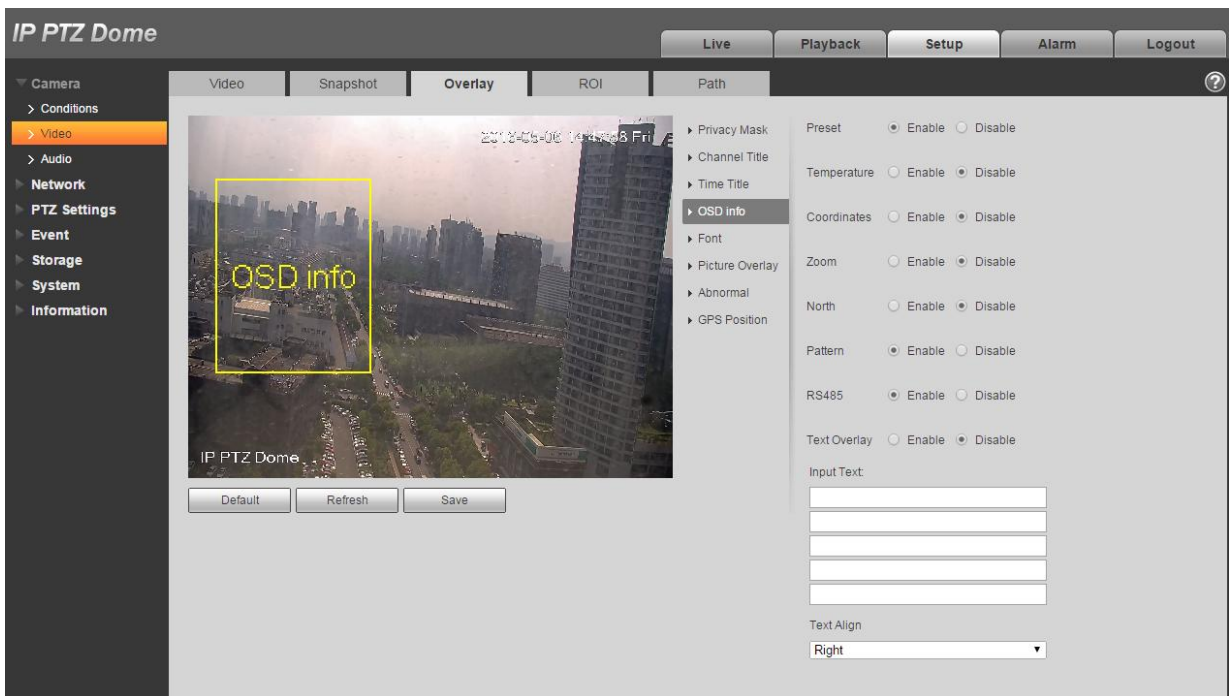 IP PTZ Dome
Live
Playback
Setup
Alarm
Logout
Camera
Conditions
Video
Audio
Network
PTZ Settings
Event
Storage
System
Information
Video
Snapshot
Overlay
ROI
Path
?
Fri
OSD info
IP PTZ Dome
Default
Refresh
Save
Privacy Mask
Channel Title
Time Title
OSD info
Font
Picture Overlay
Abnormal
GPS Position
Preset Enable Disable
Temperature Enable Disable
Coordinates Enable Disable
Zoom Enable Disable
North Enable Disable
Pattern Enable Disable
RS485 Enable Disable
Text Overlay Enable Disable
Input Text:
Text Align
Right